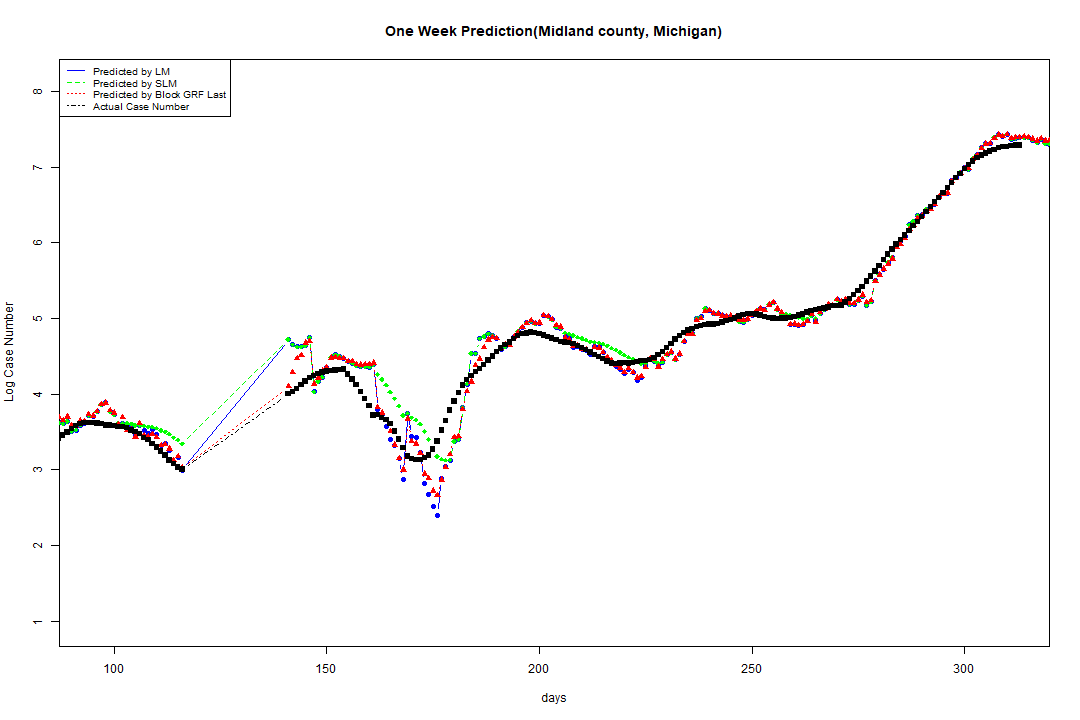 One Week Prediction(Midland county, Michigan)
Predicted by LM
Predicted by SLM
Predicted by Block GRF Last
Actual Case Number
8
7
6
5
4
3
2
1
Log Case Number
100 150 200 250 300
days